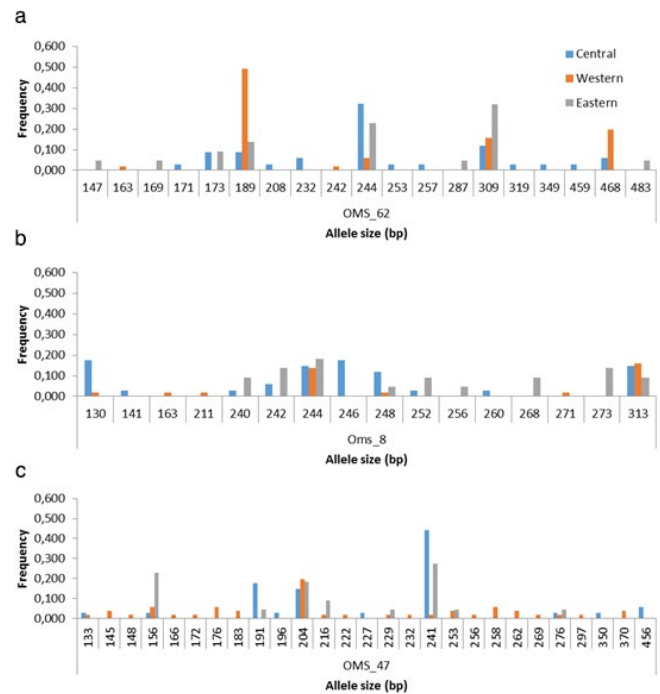 a
0,600
0,500
0,400
0,300
0,200
0,100
0,000
Frequency
Central
Western
Eastern
147 163 169 171 173 189 208 232 242 244 253 257 287 309 319 349 459 468 483
OMS_62
Allele size (bp)
b
0,600
0,500
0,400
0,300
0,200
0,100
0,000
Frequency
130 141 163 211 240 242 244 246 248 252 256 260 268 271 273 313
Oms_8
Allele size (bp)
c
0,600
0,500
0,400
0,300
0,200
0,100
0,000
Frequency
133 145 148 156 166 172 176 183 191 196 204 216 222 227 229 232 241 253 256 258 262 269 276 297 350 370 456
OMS_47
Allele size (bp)